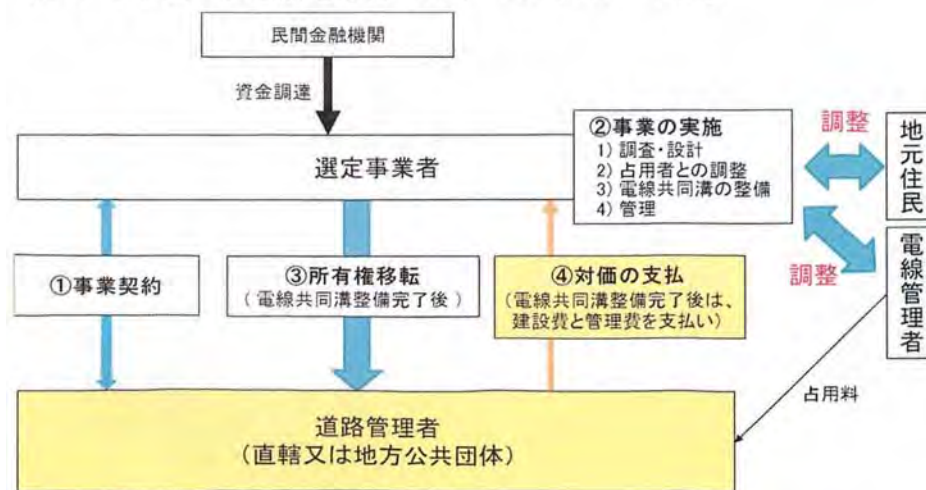 民間金融機関
資金調達
選定事業者
②事業の実施
1) 調査・設計
2) 占用者との調整
3) 電線共同溝の整備
4) 管理
調整
地元住民
調整
電線管理者
①事業契約
③所有権移転
(電線共同溝整備完了後)
④対価の支払
(電線共同溝整備完了後は、
建設費と管理費を支払い)
占用料
道路管理者
(直轄又は地方公共団体)